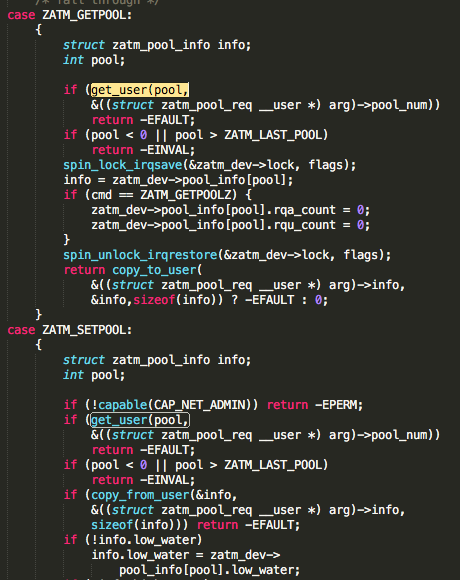 /* fall through */
case ZATM_GETPOOL:
{
struct zatm_pool_info info;
int pool;
if (get_user(pool,
&((struct zatm_pool_req __user *) arg)->pool_num))
return -EFAULT;
if (pool < 0 || pool > ZATM_LAST_POOL)
return -EINVAL;
spin_lock_irqsave(&zatm_dev->lock, flags);
info = zatm_dev->pool_info[pool];
if (cmd == ZATM_GETPOOLZ) {
zatm_dev->pool_info[pool].rqa_count = 0;
zatm_dev->pool_info[pool].rqu_count = 0;
}
spin_unlock_irqrestore(&zatm_dev->lock, flags);
return copy_to_user(
&((struct zatm_pool_req __user *) arg)->info,
&info,sizeof(info)) ? -EFAULT : 0;
}
case ZATM_SETPOOL:
{
struct zatm_pool_info info;
int pool;
if (!capable(CAP_NET_ADMIN)) return -EPERM;
if (get_user(pool,
&((struct zatm_pool_req __user *) arg)->pool_num))
return -EFAULT;
if (pool < 0 || pool > ZATM_LAST_POOL)
return -EINVAL;
if (copy_from_user(&info,
&((struct zatm_pool_req __user *) arg)->info,
sizeof(info))) return -EFAULT;
if (!info.low_water)
info.low_water = zatm_dev->
pool_info[pool].low_water;